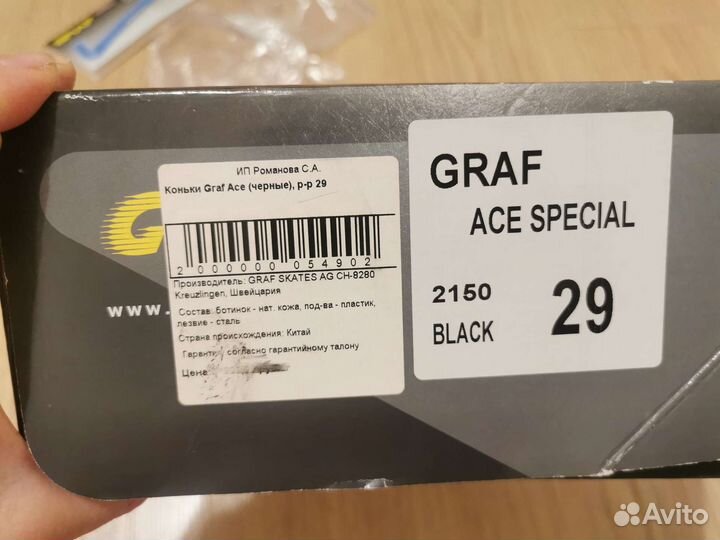 ИП Романова С.А.
Коньки Graf Ace (черные), р-р 29
2 000000 054902
Производитель: GRAF SKATES AG CH-8280
Kreuzlingen, Швейцария
Состав: ботинок - нат. кожа, под-ва - пластик,
лезвие - сталь
Страна происхождения: Китай
Гарантия согласно гарантийному талону
Цена:
www.
GRAF
ACE SPECIAL
2150
BLACK
29
Avito